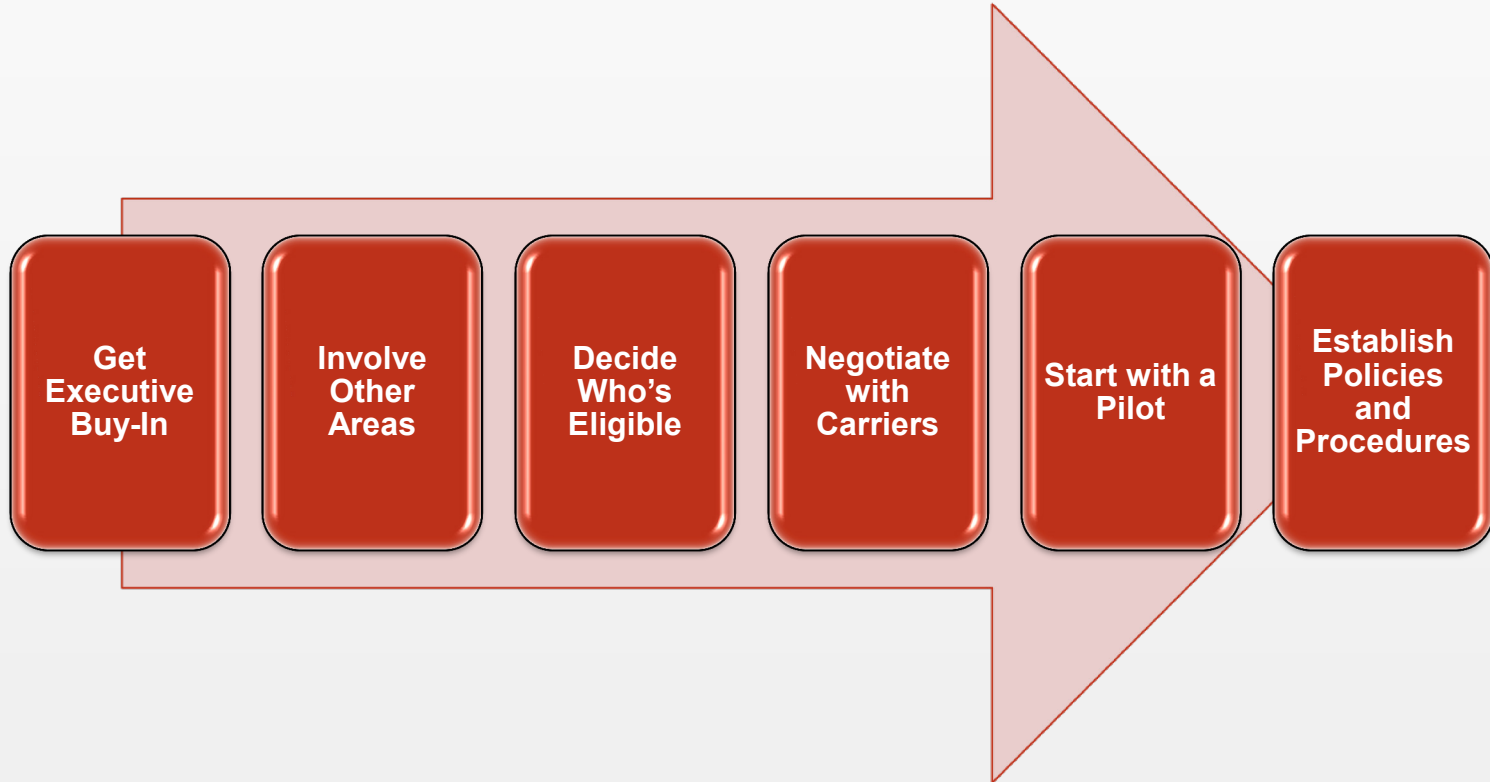 Get
Executive
Buy-In
Involve
Other
Areas
Decide
Who’s
Eligible
Negotiate
with
Carriers
Start with a
Pilot
Establish
Policies
and
Procedures